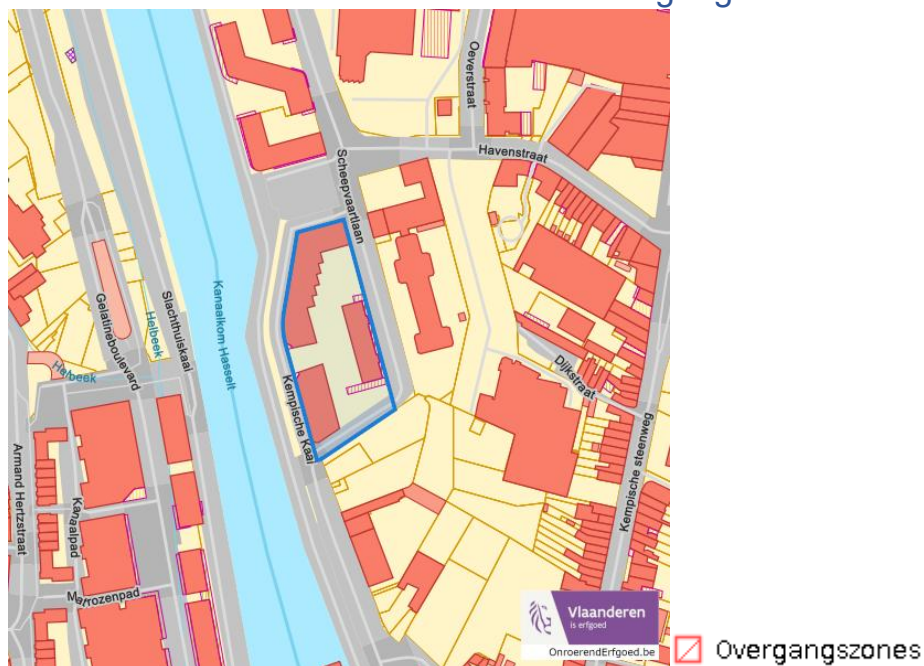 Oeverstraat
Havenstraat
Scheepvaartlaan
Kanaalkom Hasselt
Slachthuiskaai
Helbeek
Gelatineboulevard
Helbeek
Kempische Kaai
Dijkstraat
Kempische steenweg
Armand Hertzstraat
Kanaalpad
Matrozenpad
Vlaanderen
is erfgoed
OnroerendErfgoed.be
Overgangszones